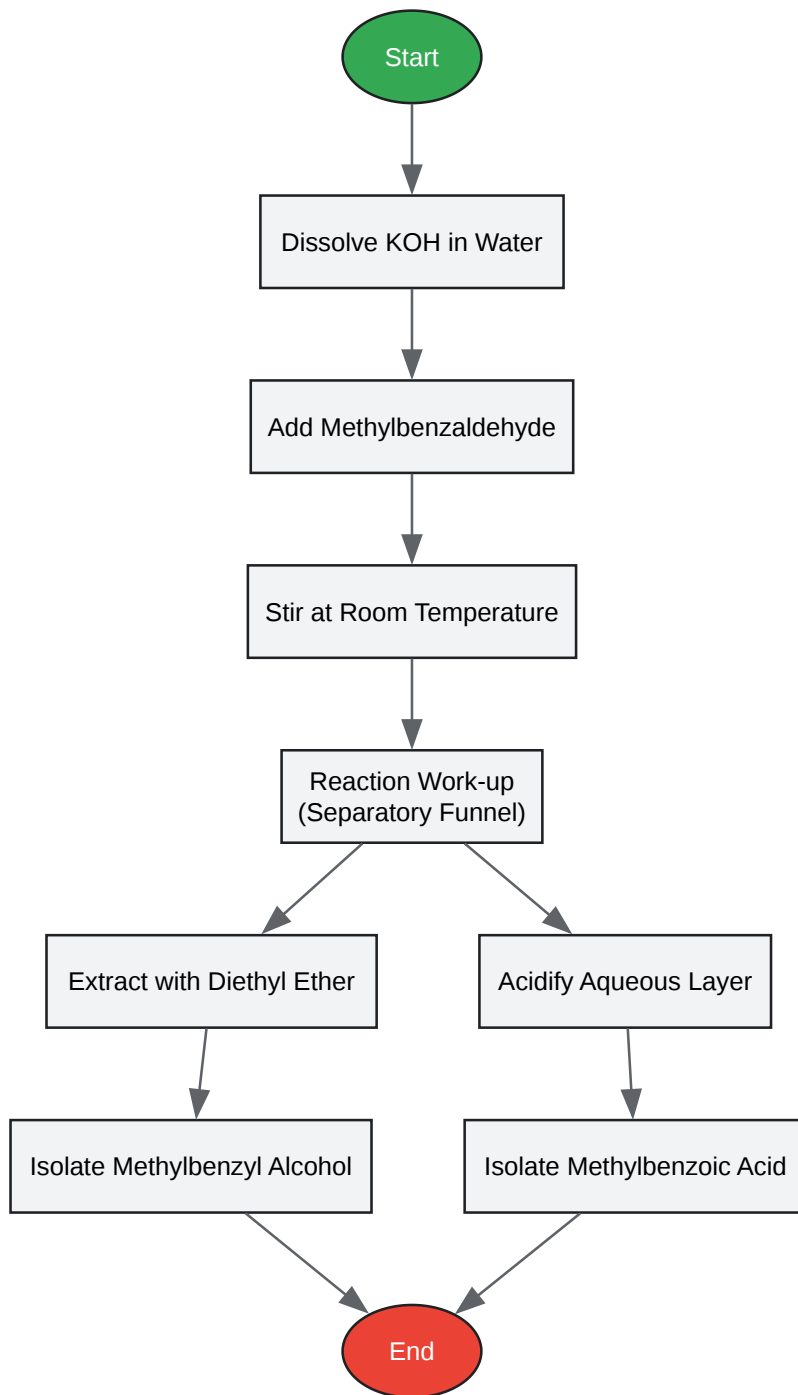 Start
Dissolve KOH in Water
Add Methylbenzaldehyde
Stir at Room Temperature
Reaction Work-up
(Separatory Funnel)
Extract with Diethyl Ether
Acidify Aqueous Layer
Isolate Methylbenzyl Alcohol
Isolate Methylbenzoic Acid
End